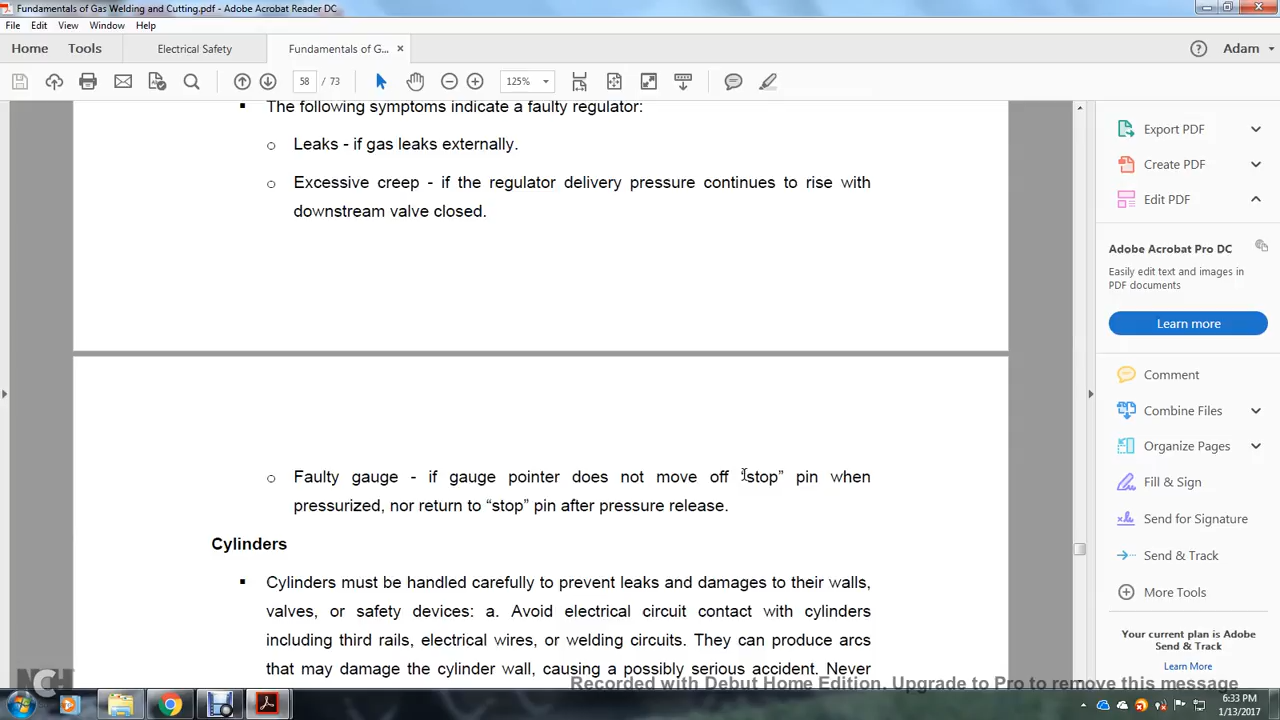 Fundamentals of Gas Welding and Cutting.pdf - Adobe Acrobat Reader DC
File Edit View Window Help
Home Tools Electrical Safety Fundamentals of G... × Adam
58 / 73 125%
▪ The following symptoms indicate a faulty regulator:
o Leaks - if gas leaks externally.
o Excessive creep - if the regulator delivery pressure continues to rise with
downstream valve closed.
o Faulty gauge - if gauge pointer does not move off “stop” pin when
pressurized, nor return to “stop” pin after pressure release.
Cylinders
▪ Cylinders must be handled carefully to prevent leaks and damages to their walls,
valves, or safety devices: a. Avoid electrical circuit contact with cylinders
including third rails, electrical wires, or welding circuits. They can produce arcs
that may damage the cylinder wall, causing a possibly serious accident. Never
Export PDF
Create PDF
Edit PDF
Adobe Acrobat Pro DC
Easily edit text and images in
PDF documents
Learn more
Comment
Combine Files
Organize Pages
Fill & Sign
Send for Signature
Send & Track
More Tools
Your current plan is Adobe
Send & Track
Learn More
NCH
Recorded with Debut Home Edition. Upgrade to Pro to remove this message
6:33 PM
1/13/2017